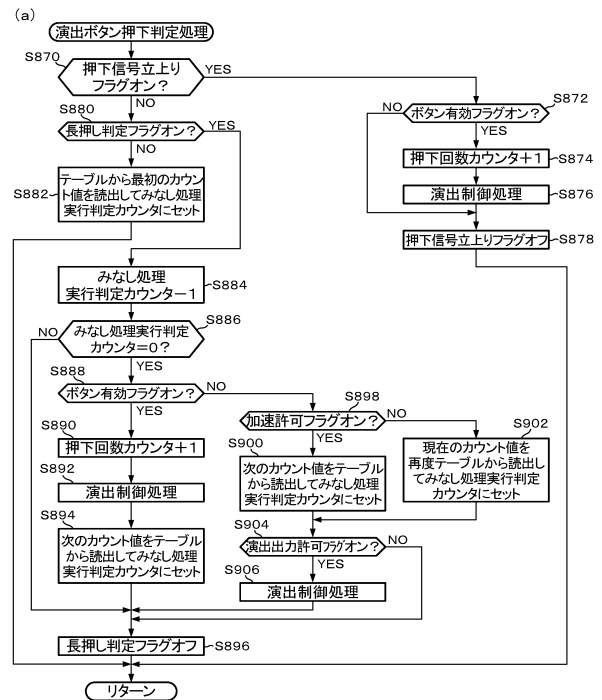 (a)
演出ボタン押下判定処理
S870
押下信号立上り
フラグオン?
YES
NO
S872
ボタン有効フラグオン?
NO
YES
S874
押下回数カウンタ+1
S876
演出制御処理
S878
押下信号立上りフラグオフ
S880
長押し判定フラグオン?
YES
NO
S882
テーブルから最初のカウン
ト値を読出してみなし処理
実行判定カウンタにセット
みなし処理
実行判定カウンター1
S884
S886
みなし処理実行判定
カウンタ=0?
NO
YES
S888
ボタン有効フラグオン?
NO
YES
S890
押下回数カウンタ+1
S892
演出制御処理
S894
次のカウント値をテーブル
から読出してみなし処理
実行判定カウンタにセット
S898
加速許可フラグオン?
NO
YES
S900
次のカウント値をテーブル
から読出してみなし処理
実行判定カウンタにセット
S902
現在のカウント値を
再度テーブルから読出し
てみなし処理実行判定
カウンタにセット
S904
演出出力許可フラグオン?
NO
YES
S906
演出制御処理
長押し判定フラグオフ
S896
リターン